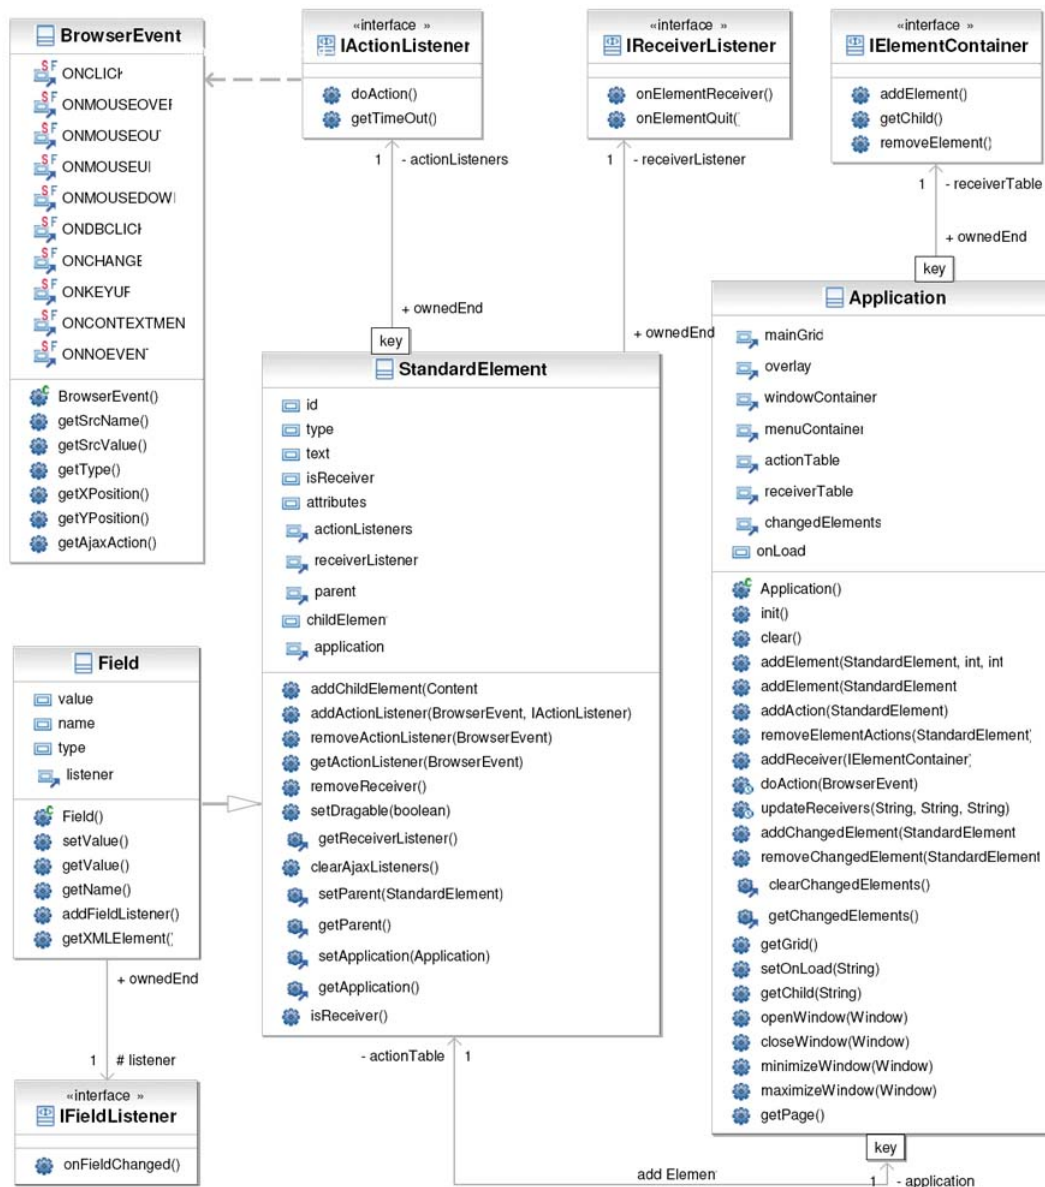 BrowserEvent
ONCLICK
ONMOUSEOVER
ONMOUSEOUT
ONMOUSEUI
ONMOUSEDOWI
ONDBCLICK
ONCHANGE
ONKEYUP
ONCONTEXTMEN
ONNOEVENT
BrowserEvent()
getSrcName()
getSrcValue()
getType()
getXPosition()
getYPosition()
getAjaxAction()
«interface »
IActionListener
doAction()
getTimeOut()
1 - actionListeners
+ ownedEnd
key
«interface »
IReceiverListener
onElementReceiver()
onElementQuit(
1 - receiverListener
+ ownedEnd
«interface »
IElementContainer
addElement()
getChild()
removeElement()
1 - receiverTable
+ ownedEnd
key
StandardElement
id
type
text
isReceiver
attributes
actionListeners
receiverListener
parent
childElemen
application
addChildElement(Content
addActionListener(BrowserEvent, IActionListener)
removeActionListener(BrowserEvent)
getActionListener(BrowserEvent)
removeReceiver()
setDragable(boolean)
getReceiverListener()
clearAjaxListeners()
setParent(StandardElement)
getParent()
setApplication(Application)
getApplication()
isReceiver()
- actionTable 1
Application
mainGrid
overlay
windowContainer
menuContainer
actionTable
receiverTable
changedElements
onLoad
Application()
init()
clear()
addElement(StandardElement, int, int
addElement(StandardElement
addAction(StandardElement)
removeElementActions(StandardElement)
addReceiver(IElementContainer)
doAction(BrowserEvent)
updateReceivers(String, String, String)
addChangedElement(StandardElement
removeChangedElement(StandardElement
clearChangedElements()
getChangedElements()
getGrid()
setOnLoad(String)
getChild(String)
openWindow(Window)
closeWindow(Window)
minimizeWindow(Window)
maximizeWindow(Window)
getPage()
key
add Elemen
1 - application
Field
value
name
type
listener
Field()
setValue()
getValue()
getName()
addFieldListener()
getXMLElement()
+ ownedEnd
1 # listener
«interface »
IFieldListener
onFieldChanged()